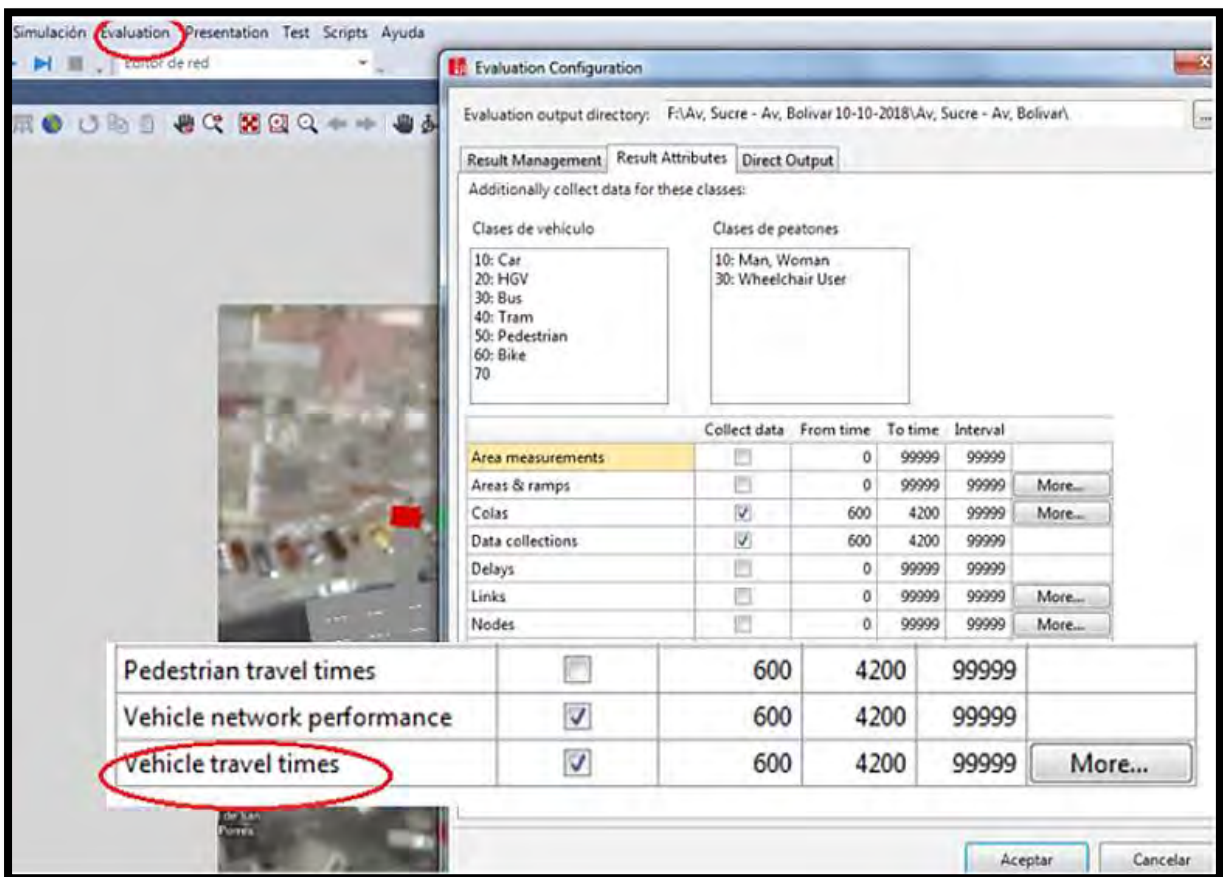 Simulación Evaluation Presentation Test Scripts Ayuda
Editor de red
Evaluation Configuration
Evaluation output directory: F:\Av, Sucre - Av, Bolivar 10-10-2018\Av, Sucre - Av, Bolivar\
...
Result Management Result Attributes Direct Output
Additionally collect data for these classes:
Clases de vehículo Clases de peatones
10: Car 10: Man, Woman
20: HGV 30: Wheelchair User
30: Bus
40: Tram
50: Pedestrian
60: Bike
70
Collect data From time To time Interval
Area measurements 0 99999 99999
Areas & ramps 0 99999 99999 More...
Colas 600 4200 99999 More...
Data collections 600 4200 99999
Delays 0 99999 99999
Links 0 99999 99999 More...
Nodes 0 99999 99999 More...
Pedestrian travel times 600 4200 99999
Vehicle network performance 600 4200 99999
Vehicle travel times 600 4200 99999 More...
de San
Porres
Aceptar Cancelar